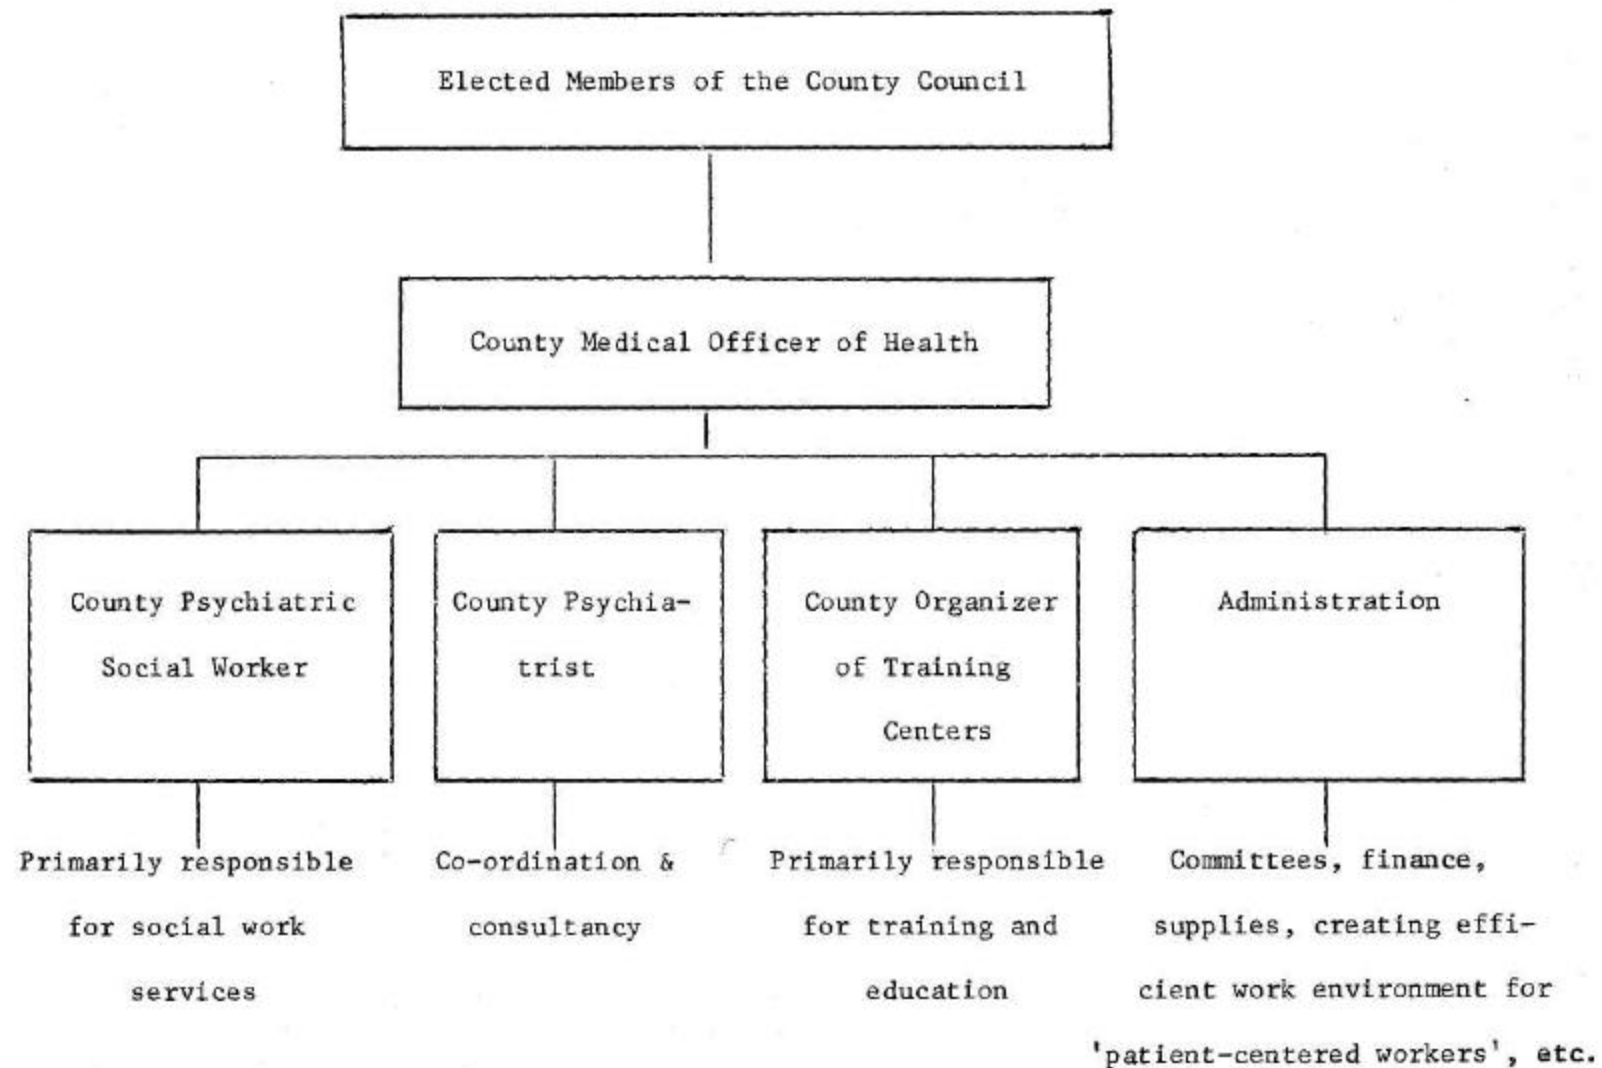 Elected Members of the County Council
County Medical Officer of Health
County Psychiatric
Social Worker
County Psychia-
trist
County Organizer
of Training
Centers
Administration
Primarily responsible
for social work
services
Co-ordination &
consultancy
Primarily responsible
for training and
education
Committees, finance,
supplies, creating effi-
cient work environment for
'patient-centered workers', etc.